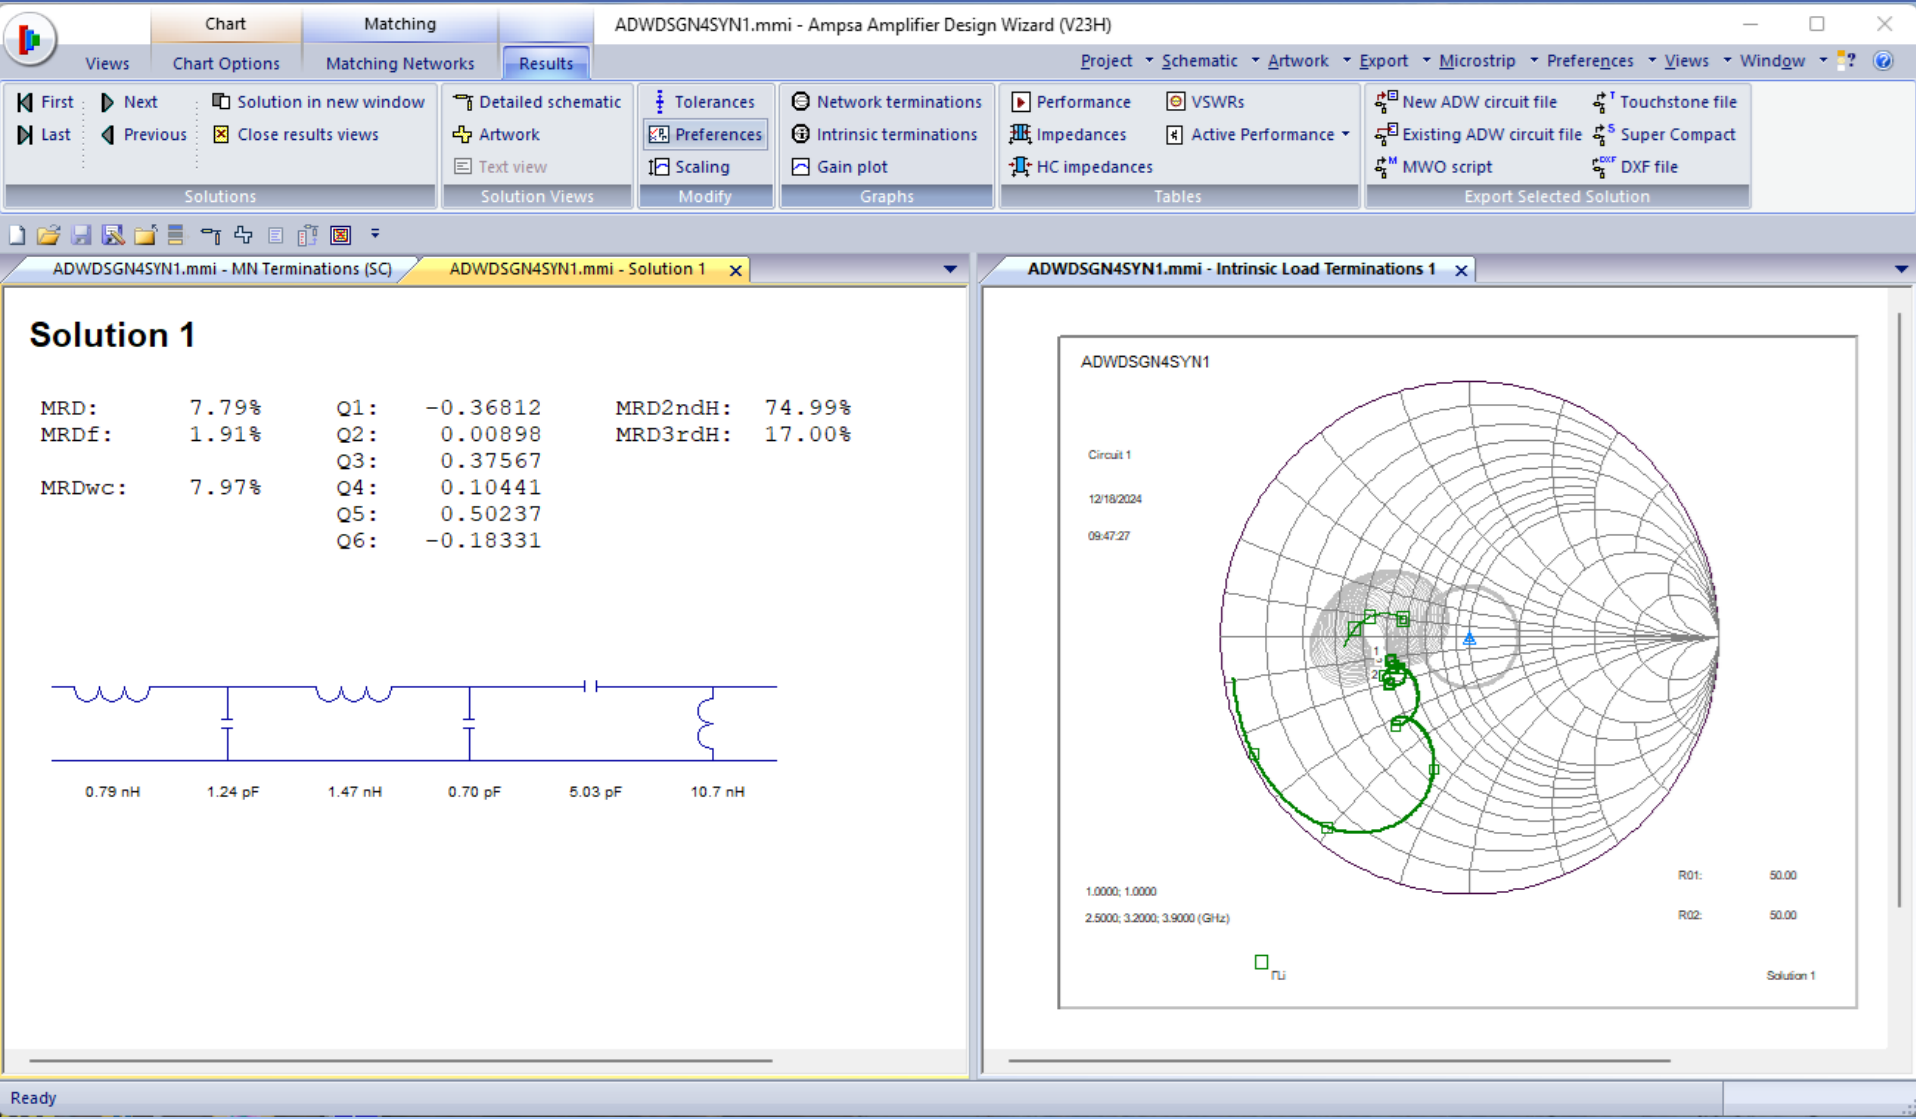 Chart
Matching
ADWDSGN4SYN1.mmi - Ampsa Amplifier Design Wizard (V23H)
Views
Chart Options
Matching Networks
Results
Project
Schematic
Artwork
Export
Microstrip
Preferences
Views
Window
First
Next
Solution in new window
Detailed schematic
Tolerances
Network terminations
Performance
VSWRs
New ADW circuit file
Touchstone file
Last
Previous
Close results views
Artwork
Preferences
Intrinsic terminations
Impedances
Active Performance
Existing ADW circuit file
Super Compact
Text view
Scaling
Gain plot
HC impedances
MWO script
DXF file
Solutions
Solution Views
Modify
Graphs
Tables
Export Selected Solution
ADWDSGN4SYN1.mmi - MN Terminations (SC)
ADWDSGN4SYN1.mmi - Solution 1
ADWDSGN4SYN1.mmi - Intrinsic Load Terminations 1
Solution 1
MRD: 7.79% Q1: -0.36812 MRD2ndH: 74.99%
MRDf: 1.91% Q2: 0.00898 MRD3rdH: 17.00%
Q3: 0.37567
MRDwc: 7.97% Q4: 0.10441
Q5: 0.50237
Q6: -0.18331
0.79 nH 1.24 pF 1.47 nH 0.70 pF 5.03 pF 10.7 nH
ADWDSGN4SYN1
Circuit 1
12/18/2024
09:47:27
1
2
1.0000; 1.0000
2.5000; 3.2000; 3.9000 (GHz)
R01: 50.00
R02: 50.00
ΓLi
Solution 1
Ready